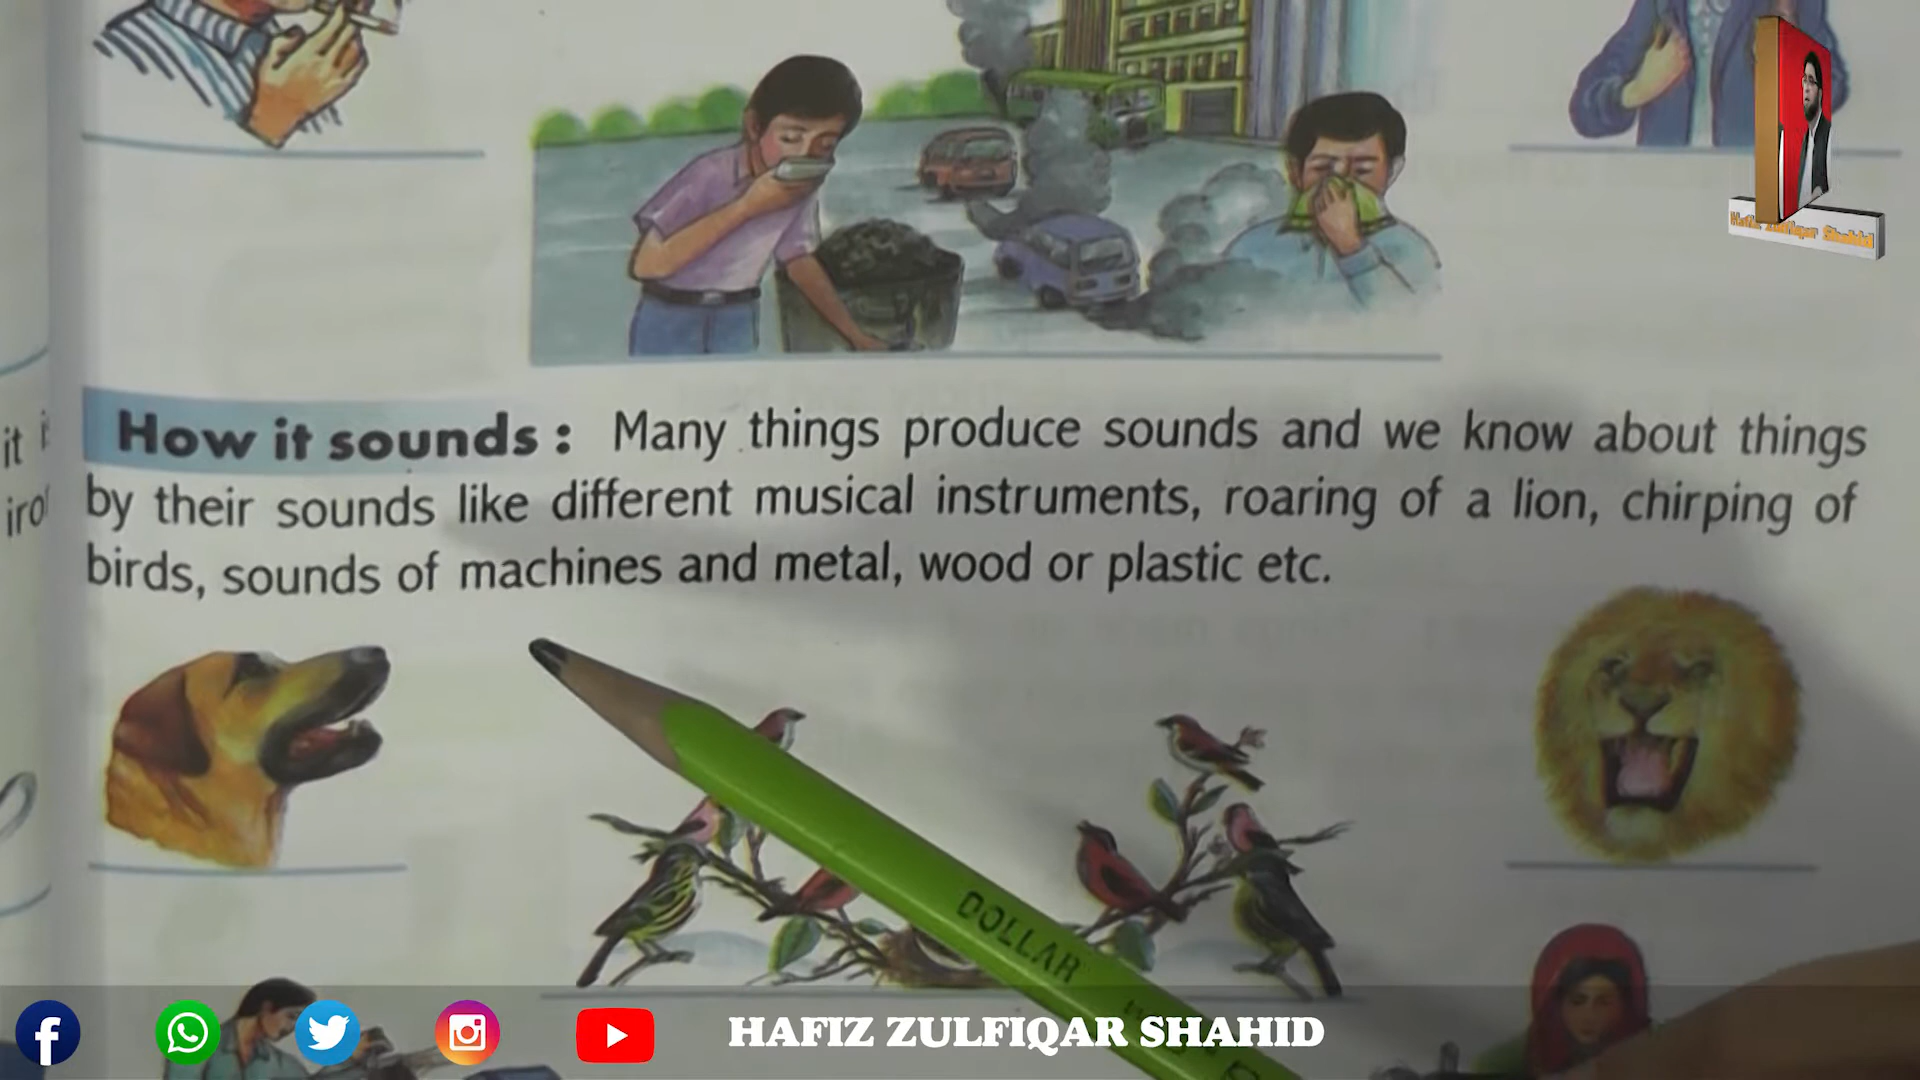 How it sounds : Many things produce sounds and we know about things
by their sounds like different musical instruments, roaring of a lion, chirping of
birds, sounds of machines and metal, wood or plastic etc.
it
DOLLAR
HAFIZ ZULFIQAR SHAHID